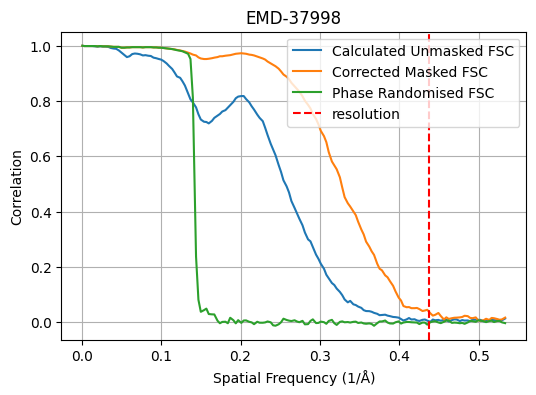 EMD-37998
Calculated Unmasked FSC
Corrected Masked FSC
Phase Randomised FSC
resolution
Correlation
1.0
0.8
0.6
0.4
0.2
0.0
0.0 0.1 0.2 0.3 0.4 0.5
Spatial Frequency (1/Å)